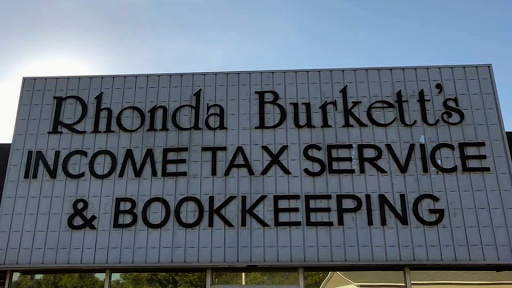 Rhonda Burkett's
INCOME TAX SERVICE
& BOOKKEEPING